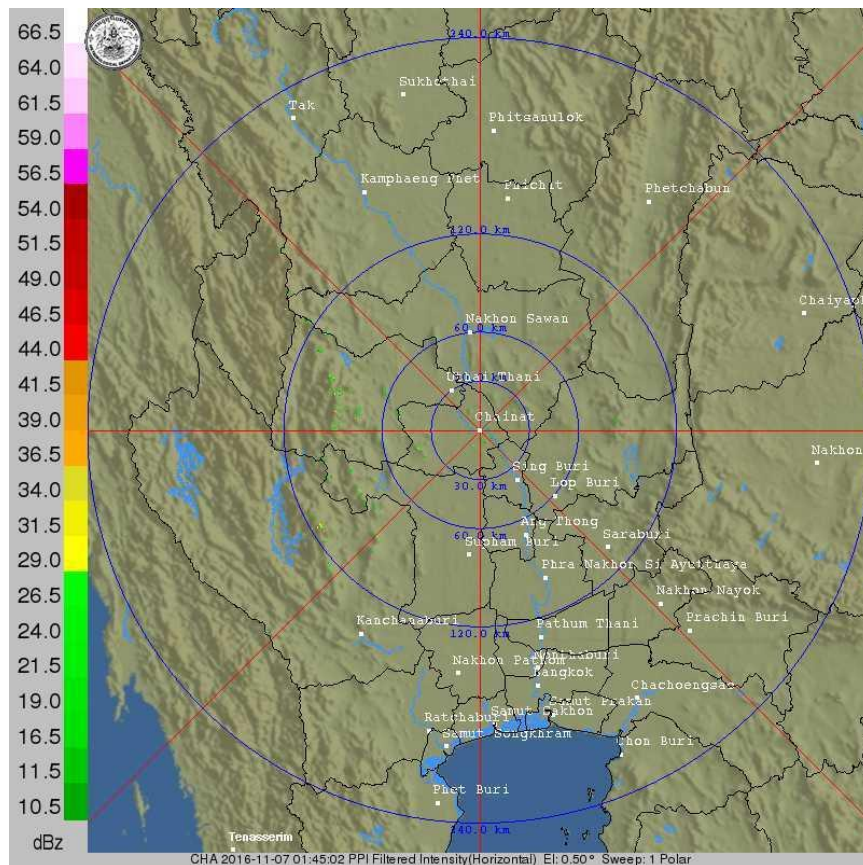 66.5
64.0
61.5
59.0
56.5
54.0
51.5
49.0
46.5
44.0
41.5
39.0
36.5
34.0
31.5
29.0
26.5
24.0
21.5
19.0
16.5
11.5
10.5
dBz
240.0 km
Sukhothai
Tak
Phitsanulok
Kamphaeng Phet
Phichit
Phetchabun
120.0 km
Chaiyaph
Nakhon Sawan
60.0 km
Uthai Thani
Chainat
Nakhon
Sing Buri
30.0 km
Lop Buri
Ang Thong
60.0 km
Supham Buri
Saraburi
Phra Nakhon Si Ayutthaya
Nakhon Nayok
Kanchanaburi
120.0 km
Pathum Thani
Prachin Buri
Nonthaburi
Nakhon Pathom
Bangkok
Chachoengsao
Samut Prakan
Samut Sakhon
Ratchaburi
Samut Songkhram
Chon Buri
Phet Buri
240.0 km
Tenasserim
CHA 2016-11-07 01:45:02 PPI Filtered Intensity(Horizontal) El: 0.50° Sweep: 1 Polar